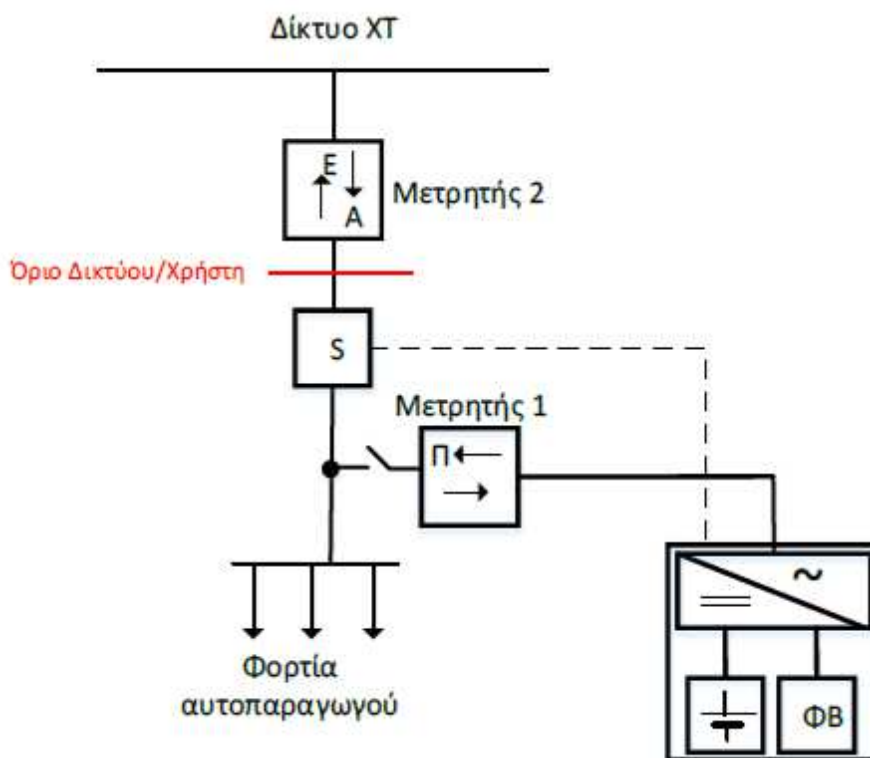 Δίκτυο ΧΤ
Ε
Α
Μετρητής 2
Όριο Δικτύου/Χρήστη
S
Μετρητής 1
Π
~
Φορτία
αυτοπαραγωγού
ΦΒ